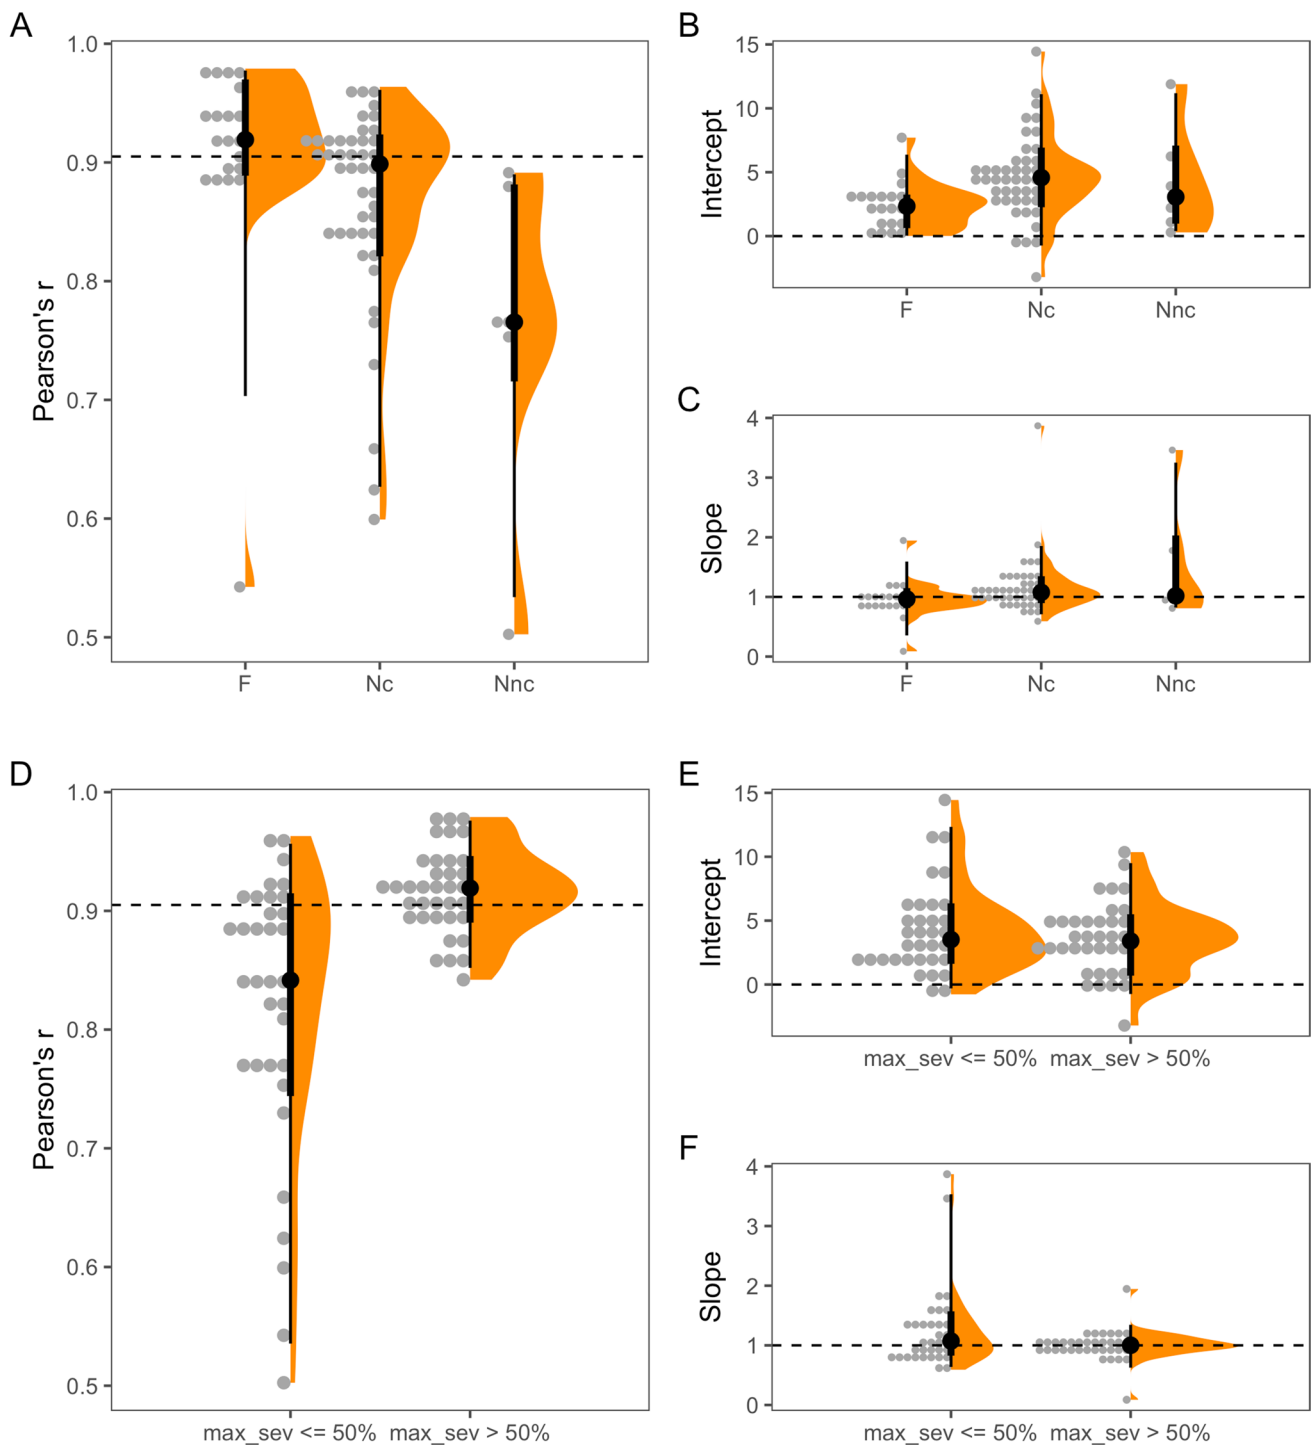 A
Pearson's r
1.0
0.9
0.8
0.7
0.6
0.5
F Nc Nnc
B
Intercept
15
10
5
0
F Nc Nnc
C
Slope
4
3
2
1
0
F Nc Nnc
D
Pearson's r
1.0
0.9
0.8
0.7
0.6
0.5
max_sev <= 50% max_sev > 50%
E
Intercept
15
10
5
0
max_sev <= 50% max_sev > 50%
F
Slope
4
3
2
1
0
max_sev <= 50% max_sev > 50%